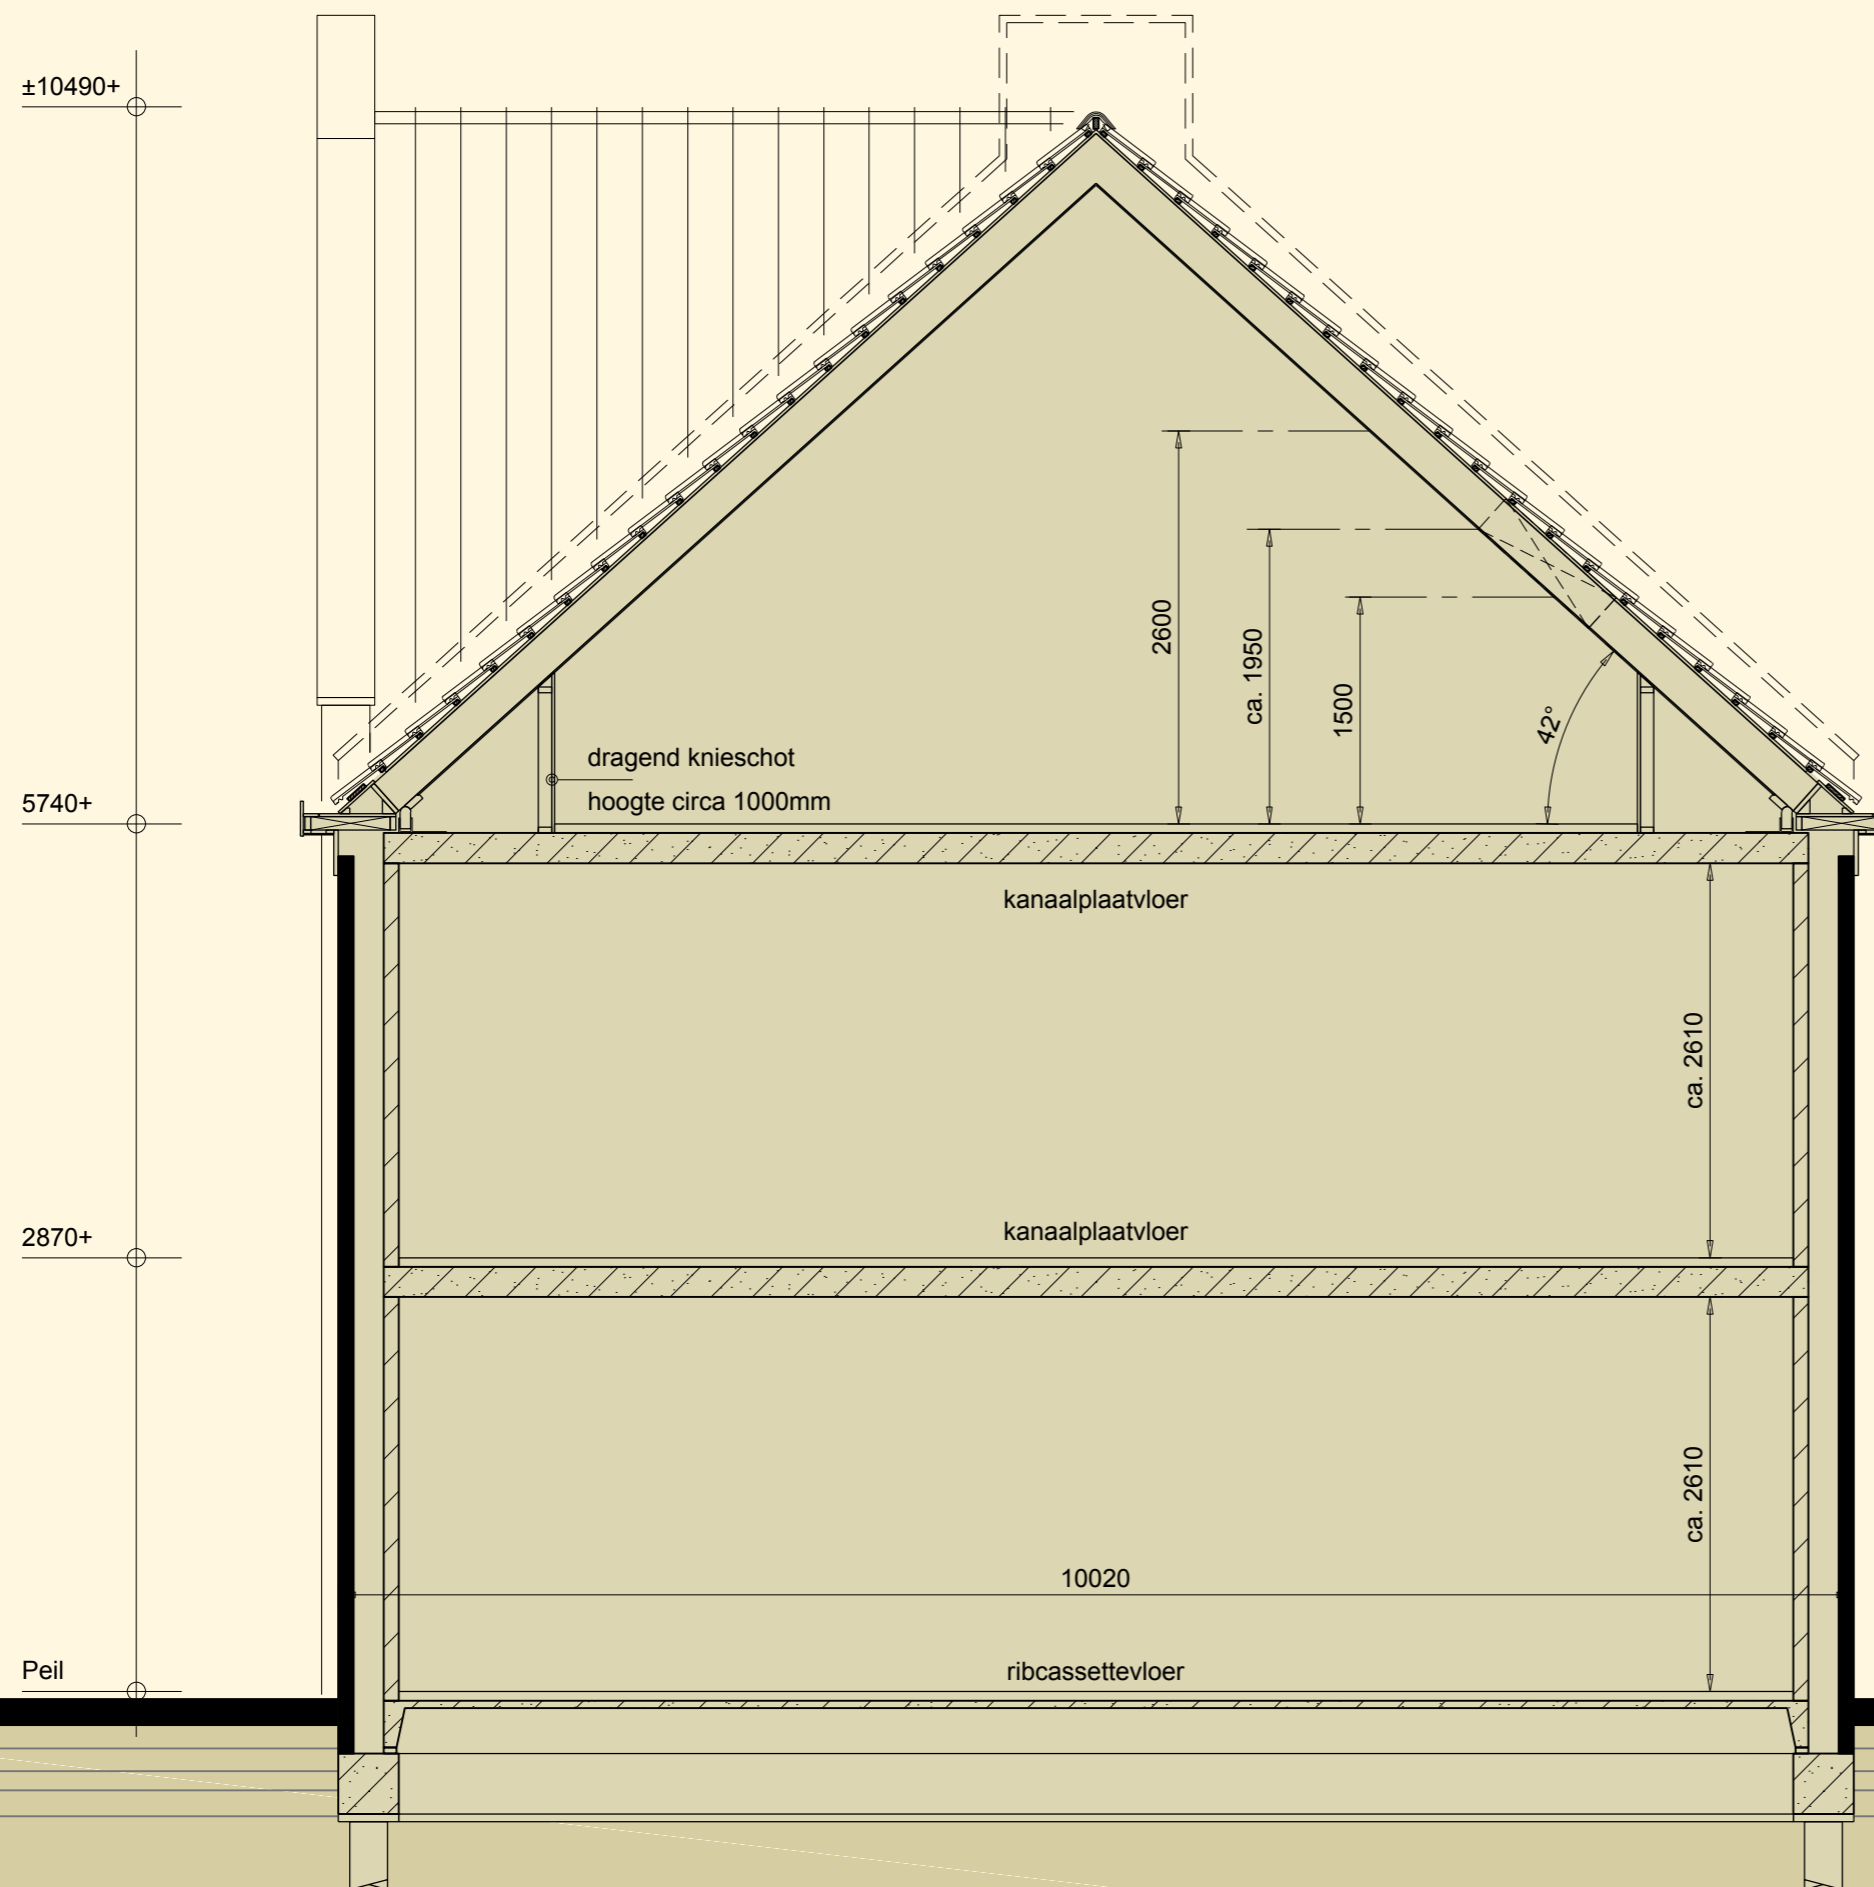 ±10490+
2600
ca. 1950
1500
42°
dragend knieschot
hoogte circa 1000mm
5740+
kanaalplaatvloer
ca. 2610
kanaalplaatvloer
2870+
ca. 2610
10020
Peil
ribcassettevloer